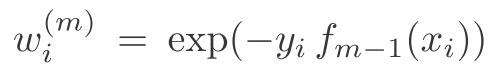 w_i^{(m)} = exp(−y_i f_{m−1}(x_i))